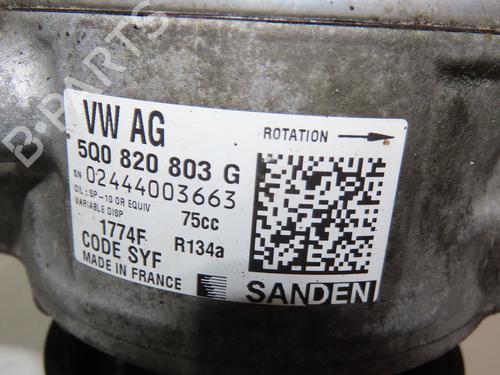 VW AG
ROTATION
5Q0 820 803 G
SN 02444003663
OIL: SP-10 OR EQUIV 75cc
VARIABLE DISP
1774F R134a
CODE SYF
MADE IN FRANCE
SANDEN
B-PARTS